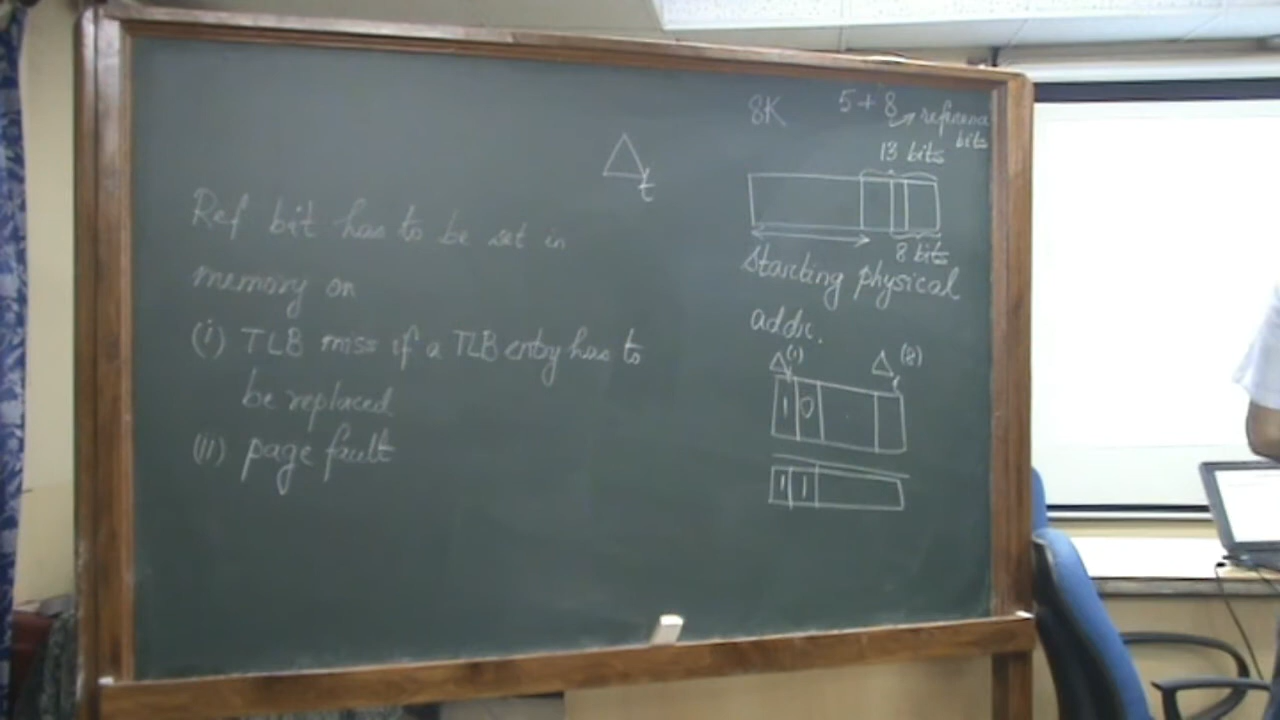 Ref bit has to be set in
memory on
(i) TLB miss if a TLB entry has to
be replaced
(ii) page fault
Δt
8K 5+8 → reference
bits
13 bits
8 bits
starting physical
addr.
Δ(1) Δ(8)
1 0
1 1